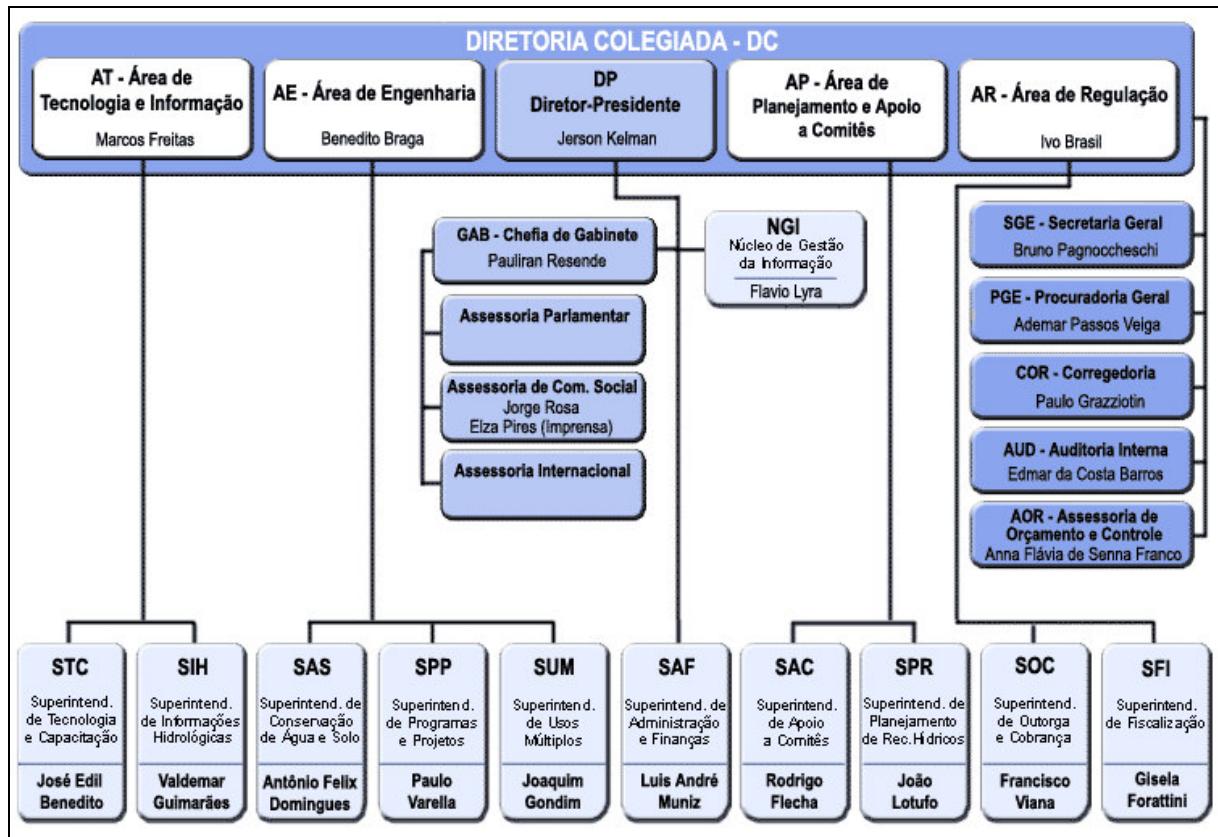 DIRETORIA COLEGIADA - DC
AT - Área de
Tecnologia e Informação
Marcos Freitas
AE - Área de Engenharia
Benedito Braga
DP
Diretor-Presidente
Jerson Kelman
AP - Área de
Planejamento e Apoio
a Comitês
AR - Área de Regulação
Ivo Brasil
GAB - Chefia de Gabinete
Pauliran Resende
Assessoria Parlamentar
Assessoria de Com. Social
Jorge Rosa
Elza Pires (Imprensa)
Assessoria Internacional
NGI
Núcleo de Gestão
da Informação
Flavio Lyra
SGE - Secretaria Geral
Bruno Pagnoccheschi
PGE - Procuradoria Geral
Ademar Passos Veiga
COR - Corregedoria
Paulo Grazziotin
AUD - Auditoria Interna
Edmar da Costa Barros
AOR - Assessoria de
Orçamento e Controle
Anna Flávia de Senna Franco
STC
Superintend.
de Tecnologia
e Capacitação
José Edil
Benedito
SIH
Superintend.
de Informações
Hidrológicas
Valdemar
Guimarães
SAS
Superintend. de
Conservação
de Água e Solo
Antônio Felix
Domingues
SPP
Superintend.
de Programas
e Projetos
Paulo
Varella
SUM
Superintend.
de Usos
Múltiplos
Joaquim
Gondim
SAF
Superintend. de
Administração
e Finanças
Luis André
Muniz
SAC
Superintend.
de Apoio
a Comitês
Rodrigo
Flecha
SPR
Superintend. de
Planejamento
de Rec.Hídricos
João
Lotufo
SOC
Superintend.
de Outorga
e Cobrança
Francisco
Viana
SFI
Superintend.
de Fiscalização
Gisela
Forattini